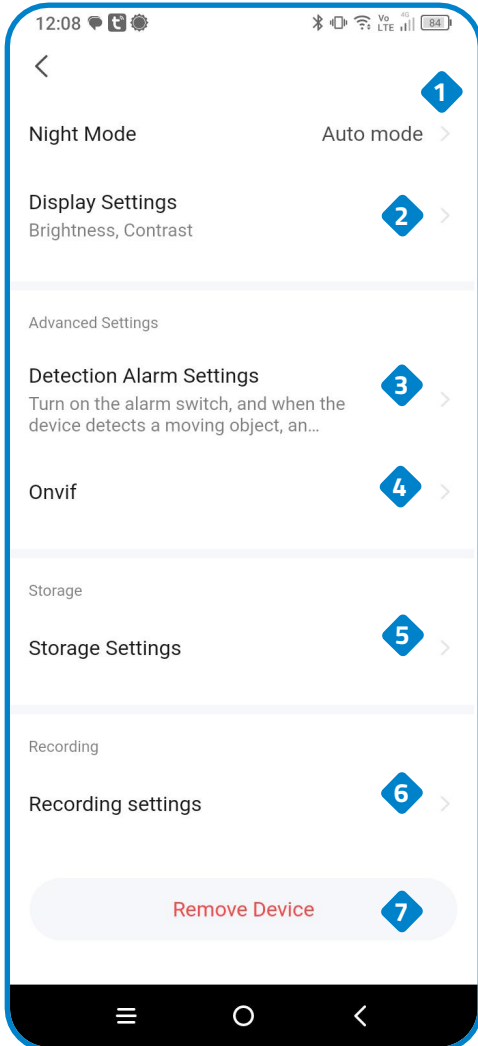 12:08
Vo LTE 4G 84
1
Night Mode Auto mode
Display Settings
2
Brightness, Contrast
Advanced Settings
Detection Alarm Settings
3
Turn on the alarm switch, and when the
device detects a moving object, an...
Onvif 4
Storage
Storage Settings 5
Recording
Recording settings 6
Remove Device 7